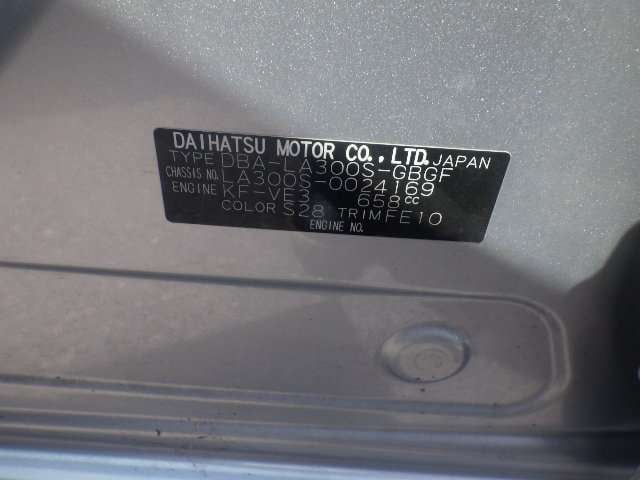 DAIHATSU MOTOR CO., LTD. JAPAN
TYPE DBA-LA300S-GBGF
CHASSIS NO. LA300S-0024169
ENGINE KF-VE3 658cc
COLOR S28 TRIM FE10
ENGINE NO.